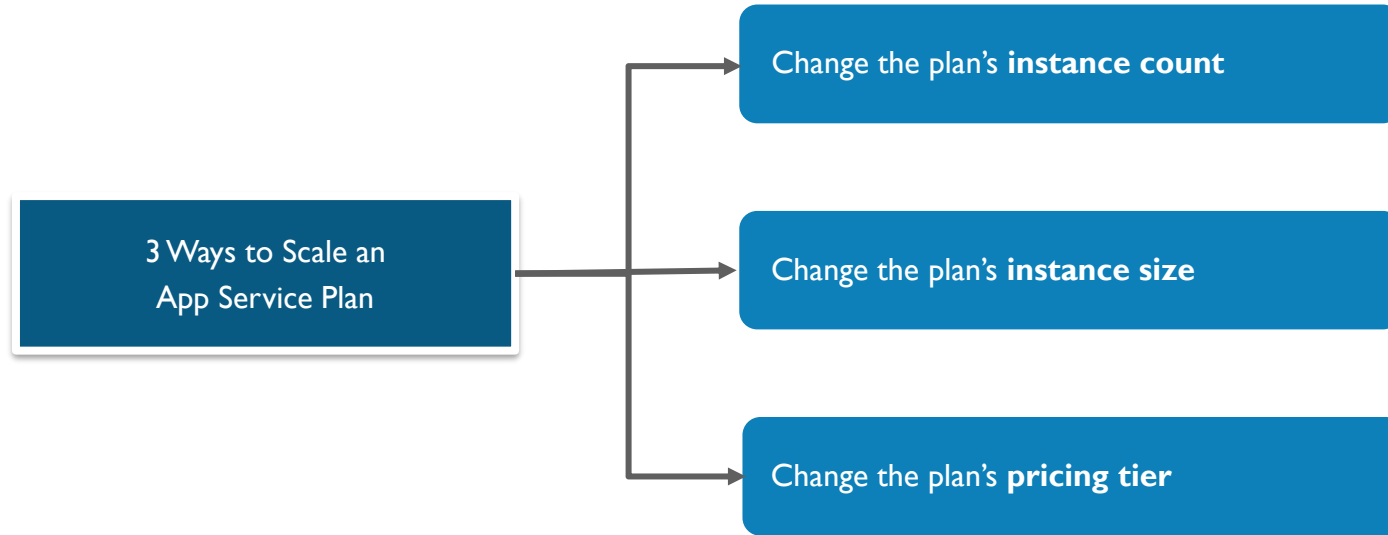 3 Ways to Scale an
App Service Plan
Change the plan’s instance count
Change the plan’s instance size
Change the plan’s pricing tier